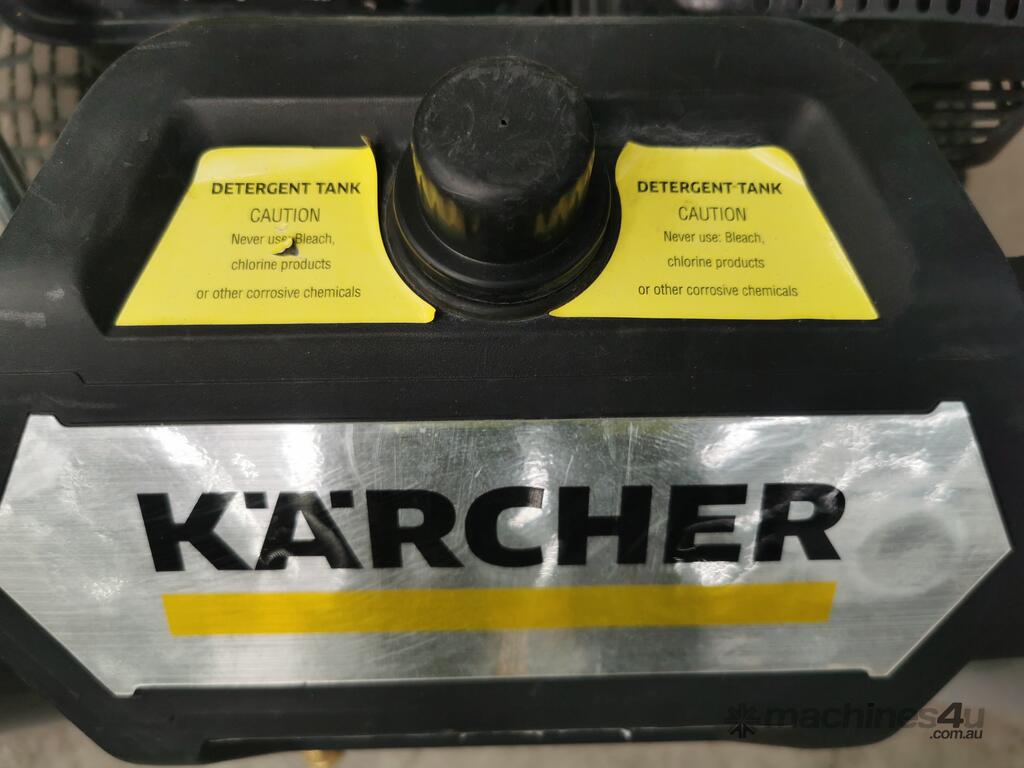 DETERGENT TANK
CAUTION
Never use: Bleach,
chlorine products
or other corrosive chemicals
DETERGENT TANK
CAUTION
Never use: Bleach,
chlorine products
or other corrosive chemicals
KÄRCHER
machines4u
.com.au